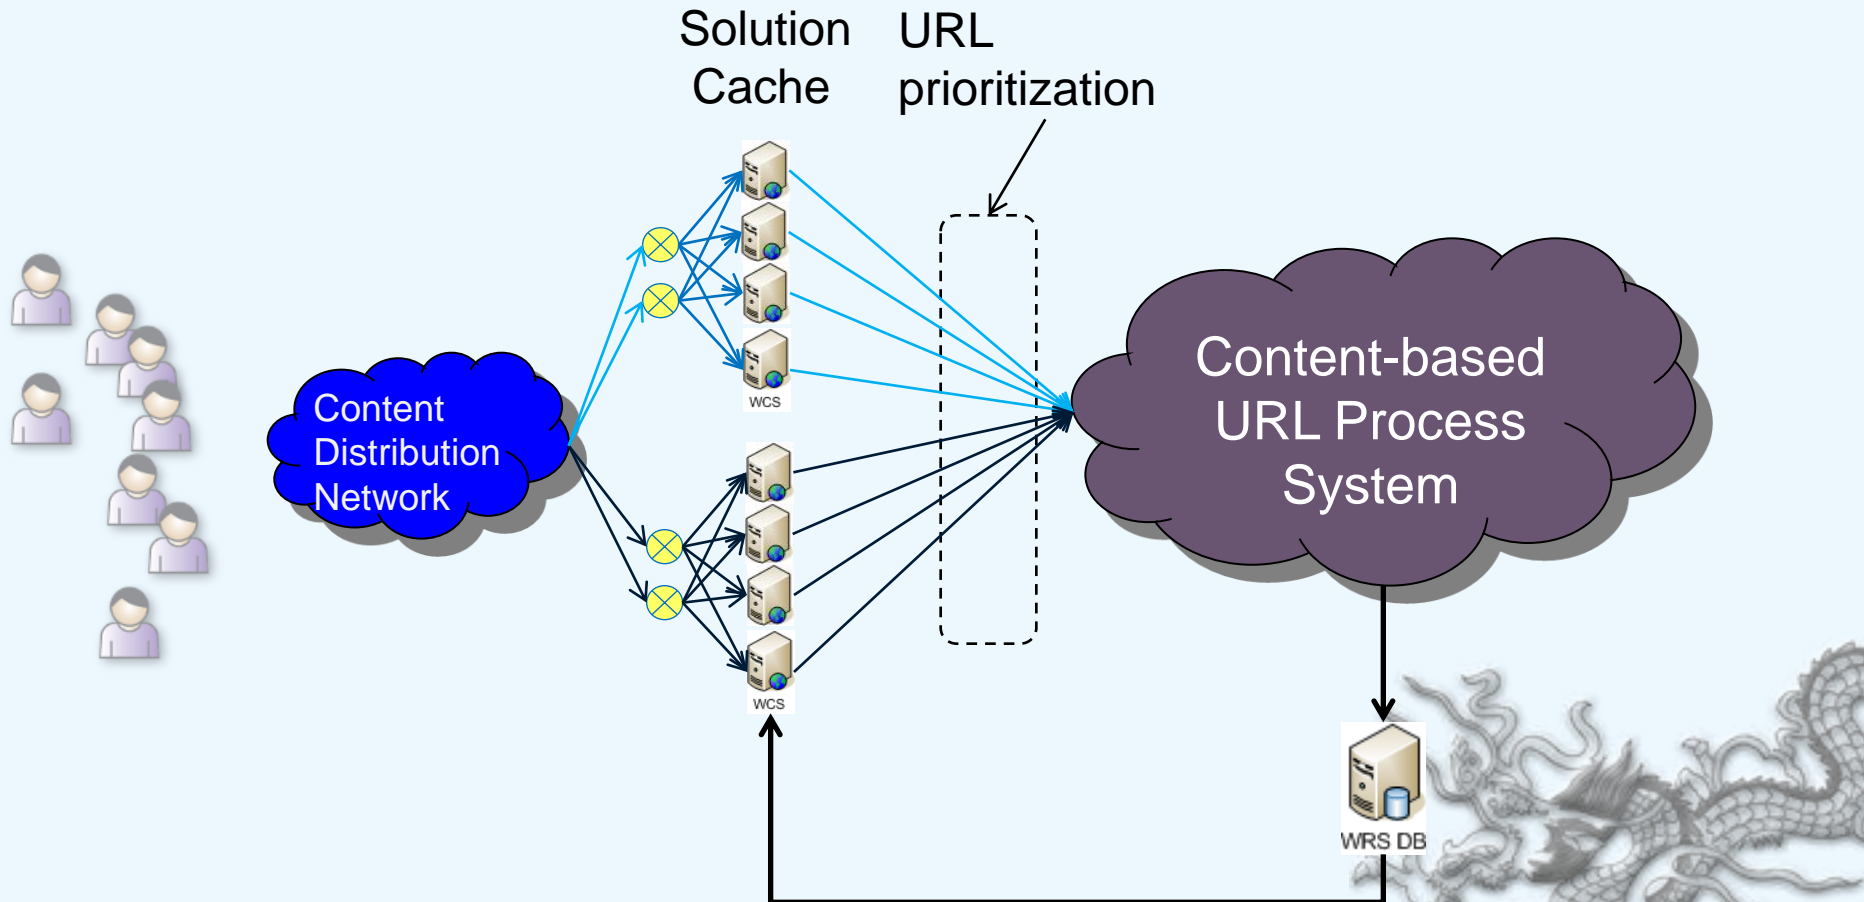 Solution
Cache
URL
prioritization
WCS
Content
Distribution
Network
Content-based
URL Process
System
WCS
WRS DB